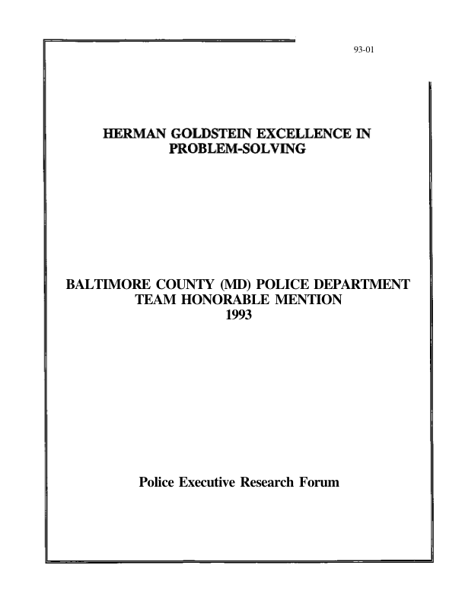 93-01
HERMAN GOLDSTEIN EXCELLENCE IN
PROBLEM-SOLVING
BALTIMORE COUNTY (MD) POLICE DEPARTMENT
TEAM HONORABLE MENTION
1993
Police Executive Research Forum